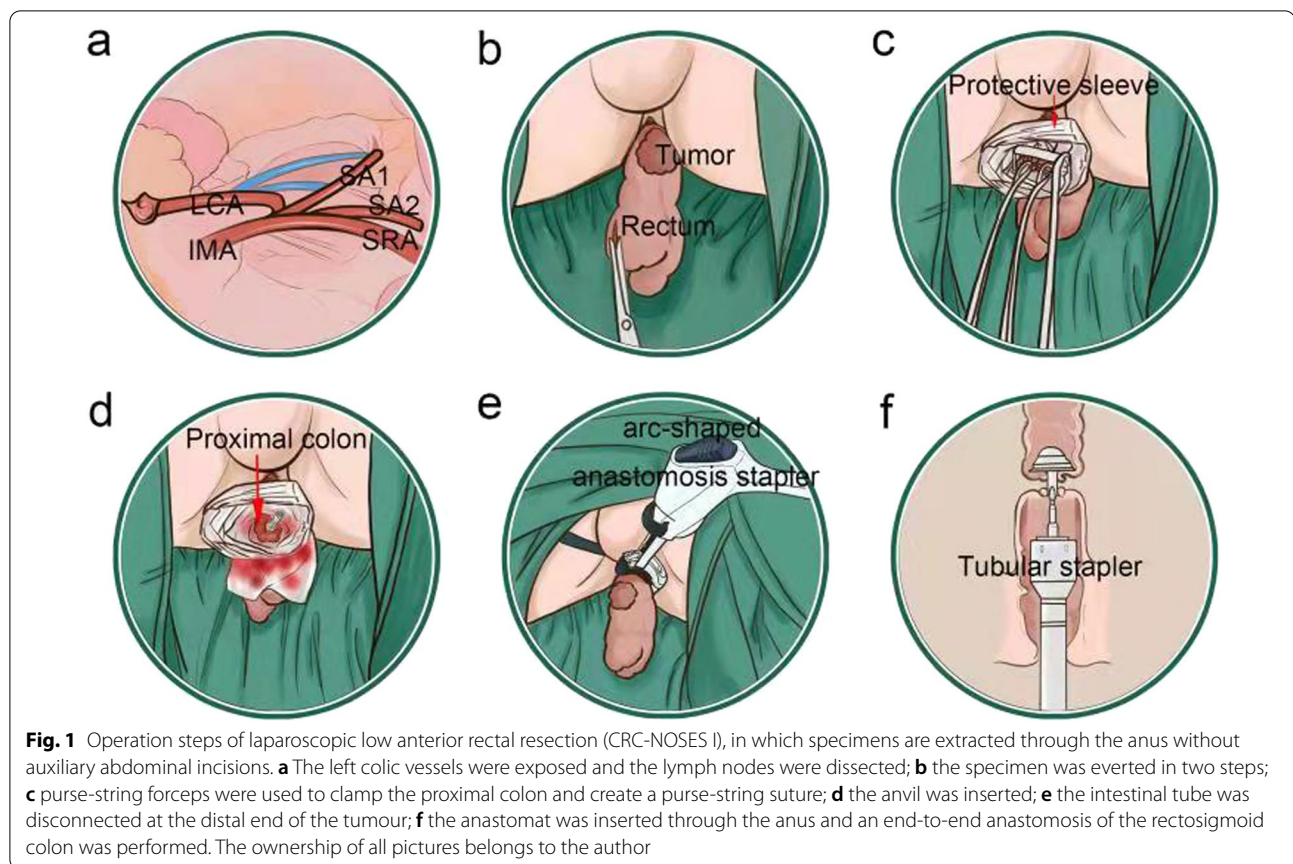 a
b
c
LCA
SA1
SA2
IMA
SRA
Tumor
Rectum
Protective sleeve
d
e
f
Proximal colon
arc-shaped
anastomosis stapter
Tubular stapler
Fig. 1 Operation steps of laparoscopic low anterior rectal resection (CRC-NOSES I), in which specimens are extracted through the anus without
auxiliary abdominal incisions. a The left colic vessels were exposed and the lymph nodes were dissected; b the specimen was everted in two steps;
c purse-string forceps were used to clamp the proximal colon and create a purse-string suture; d the anvil was inserted; e the intestinal tube was
disconnected at the distal end of the tumour; f the anastomat was inserted through the anus and an end-to-end anastomosis of the rectosigmoid
colon was performed. The ownership of all pictures belongs to the author